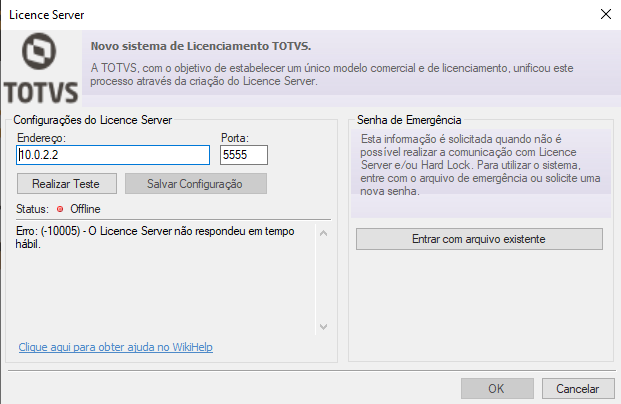 Licence Server
TOTVS
Novo sistema de Licenciamento TOTVS.
A TOTVS, com o objetivo de estabelecer um único modelo comercial e de licenciamento, unificou este
processo através da criação do Licence Server.
Configurações do Licence Server
Endereço:
Porta:
10.0.2.2
5555
Realizar Teste
Salvar Configuração
Status:
Offline
Erro: (-10005) - O Licence Server não respondeu em tempo
hábil.
Clique aqui para obter ajuda no WikiHelp
Senha de Emergência
Esta informação é solicitada quando não é
possível realizar a comunicação com Licence
Server e/ou Hard Lock. Para utilizar o sistema,
entre com o arquivo de emergência ou solicite uma
nova senha.
Entrar com arquivo existente
OK
Cancelar